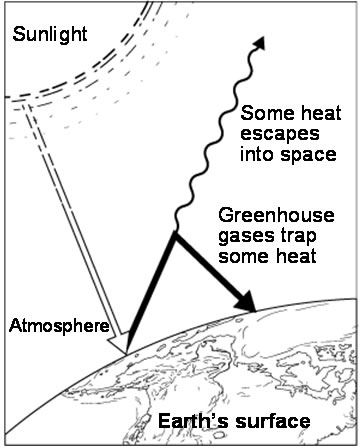 Sunlight
Some heat
escapes
into space
Greenhouse
gases trap
some heat
Atmosphere
Earth's surface